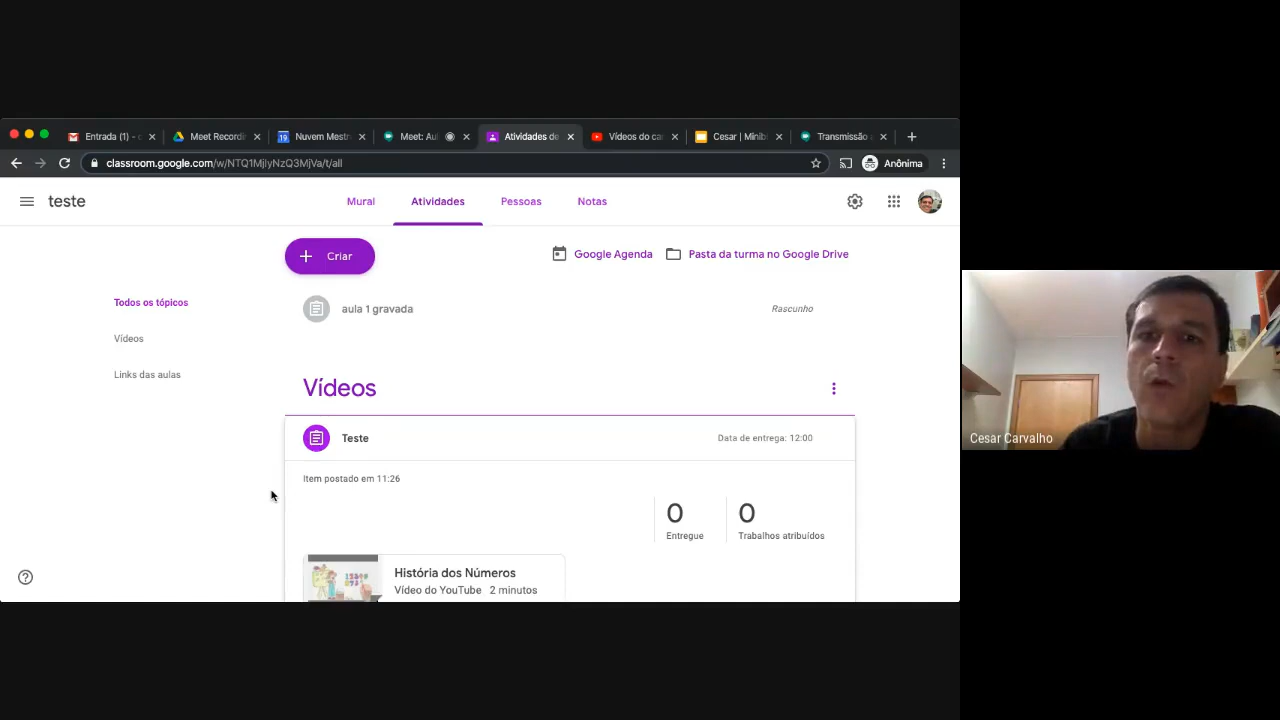 Entrada (1) -
Meet Recordi
Nuvem Mestr
Meet: Au
Atividades de
Vídeos do ca
Cesar | Minib
Transmissão
classroom.google.com/w/NTQ1MjIyNzQ3MjVa/t/all
Anônima
teste
Mural
Atividades
Pessoas
Notas
Criar
Google Agenda
Pasta da turma no Google Drive
Todos os tópicos
Vídeos
Links das aulas
aula 1 gravada
Rascunho
Vídeos
Teste
Data de entrega: 12:00
Item postado em 11:26
0
Entregue
0
Trabalhos atribuídos
História dos Números
Vídeo do YouTube 2 minutos
Cesar Carvalho